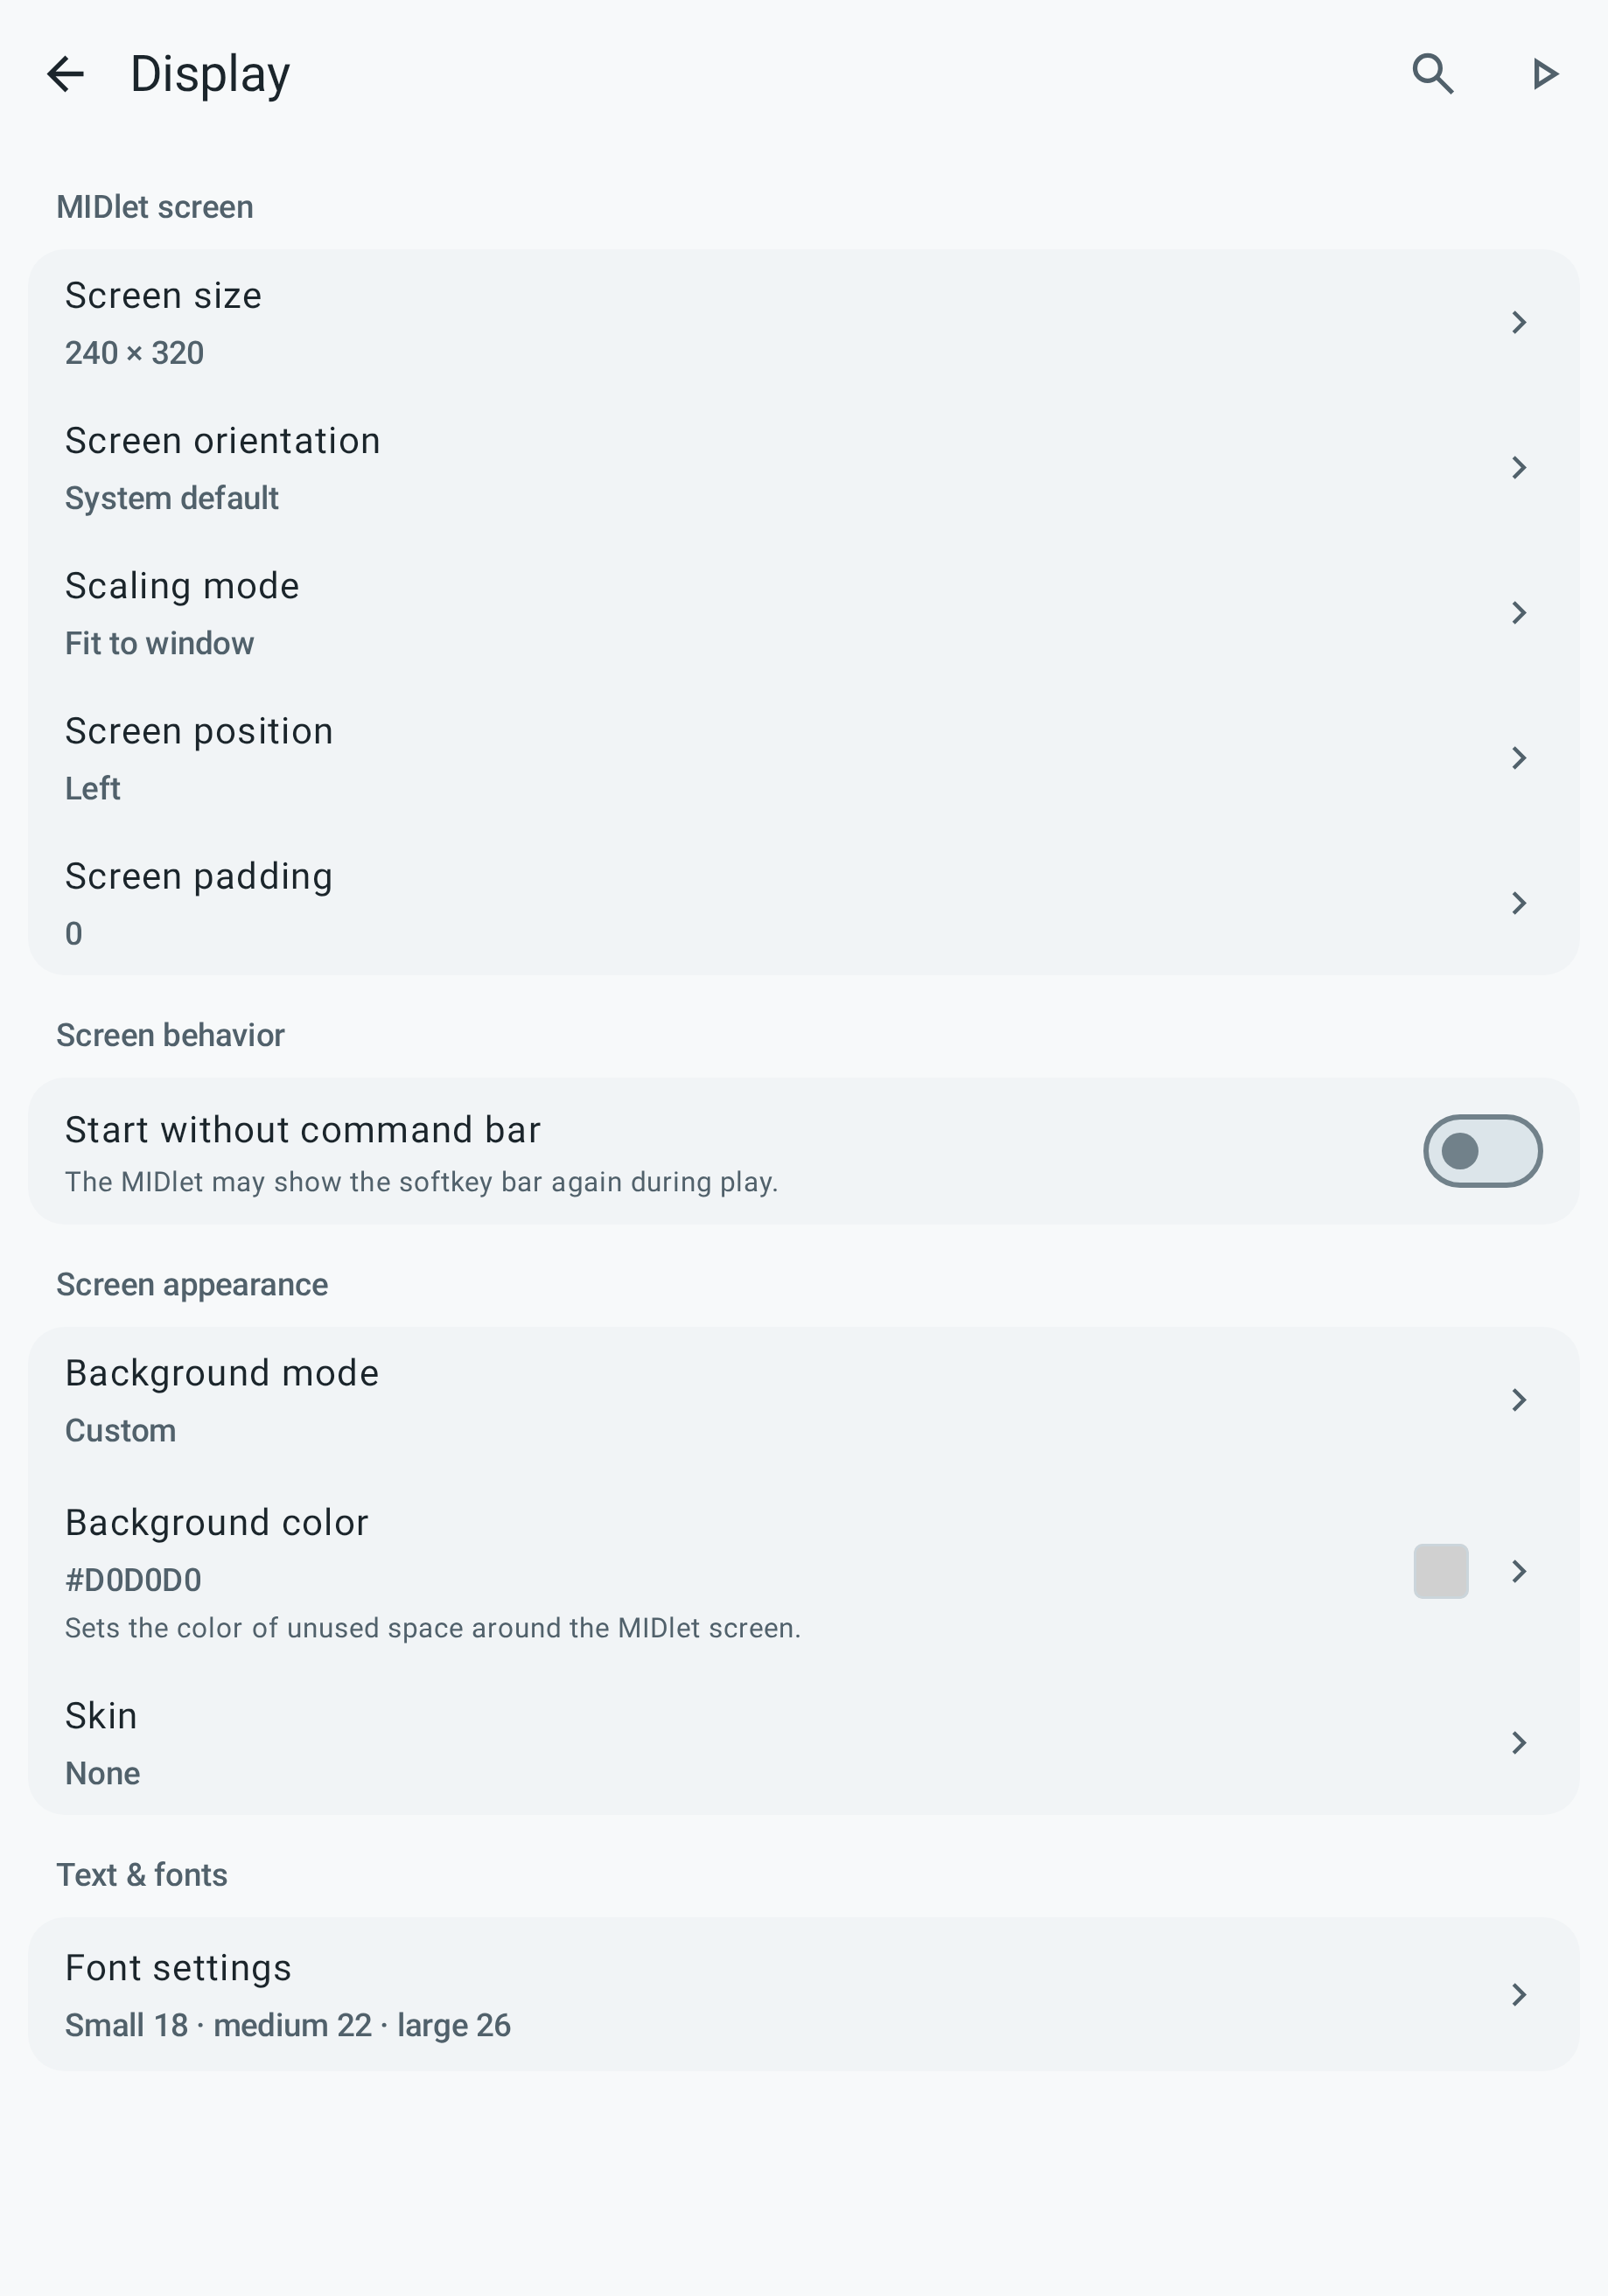 Display
MIDlet screen
Screen size
240 × 320
Screen orientation
System default
Scaling mode
Fit to window
Screen position
Left
Screen padding
0
Screen behavior
Start without command bar
The MIDlet may show the softkey bar again during play.
Screen appearance
Background mode
Custom
Background color
#D0D0D0
Sets the color of unused space around the MIDlet screen.
Skin
None
Text & fonts
Font settings
Small 18 · medium 22 · large 26